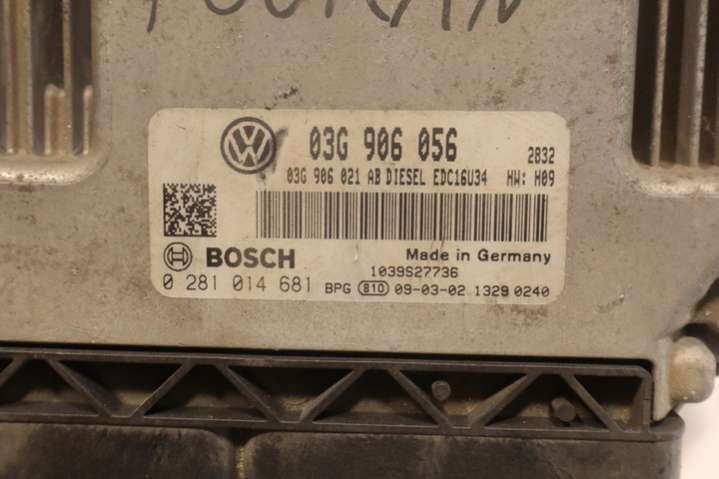 TOURAN
03G 906 056 2832
03G 906 021 AB DIESEL EDC16U34 HW: H09
BOSCH Made in Germany
1039S27736
0 281 014 681 BPG 810 09-03-02 1329 0240